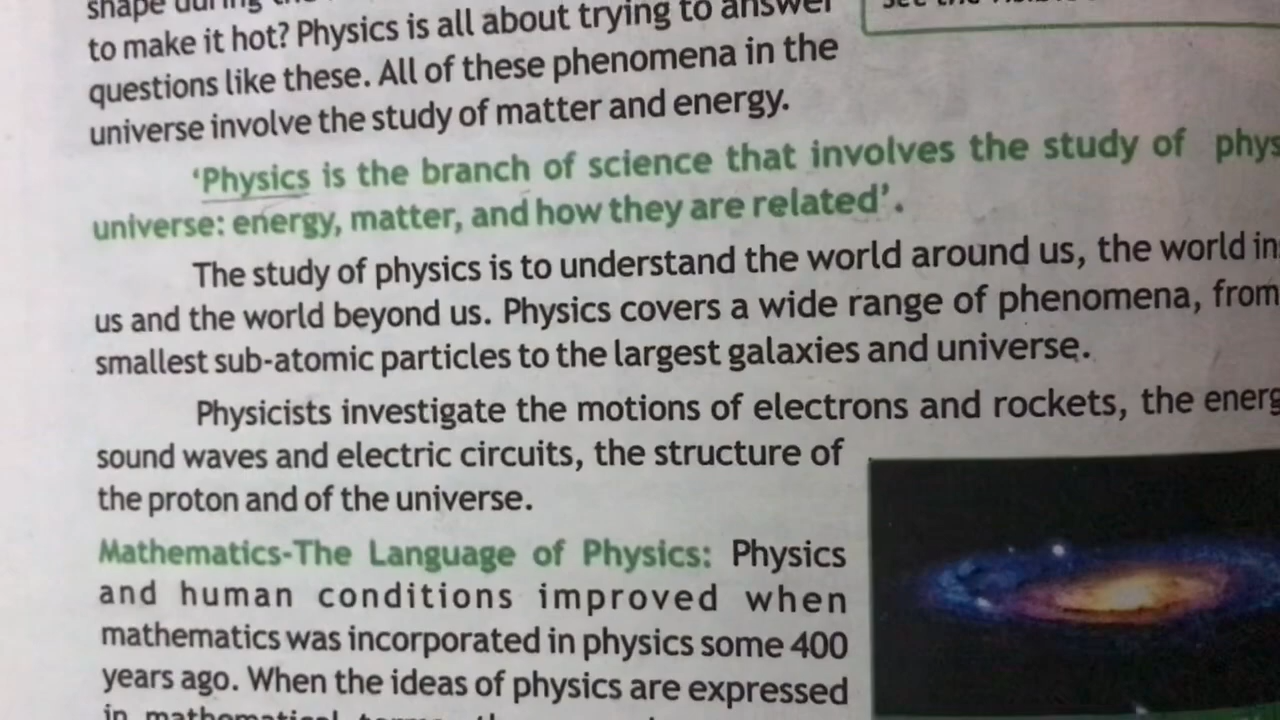 shape during the
to make it hot? Physics is all about trying to answer
questions like these. All of these phenomena in the
universe involve the study of matter and energy.
'Physics is the branch of science that involves the study of phys
universe: energy, matter, and how they are related'.
The study of physics is to understand the world around us, the world in
us and the world beyond us. Physics covers a wide range of phenomena, from
smallest sub-atomic particles to the largest galaxies and universe.
Physicists investigate the motions of electrons and rockets, the energ
sound waves and electric circuits, the structure of
the proton and of the universe.
Mathematics-The Language of Physics: Physics
and human conditions improved when
mathematics was incorporated in physics some 400
years ago. When the ideas of physics are expressed
in mathematical terms